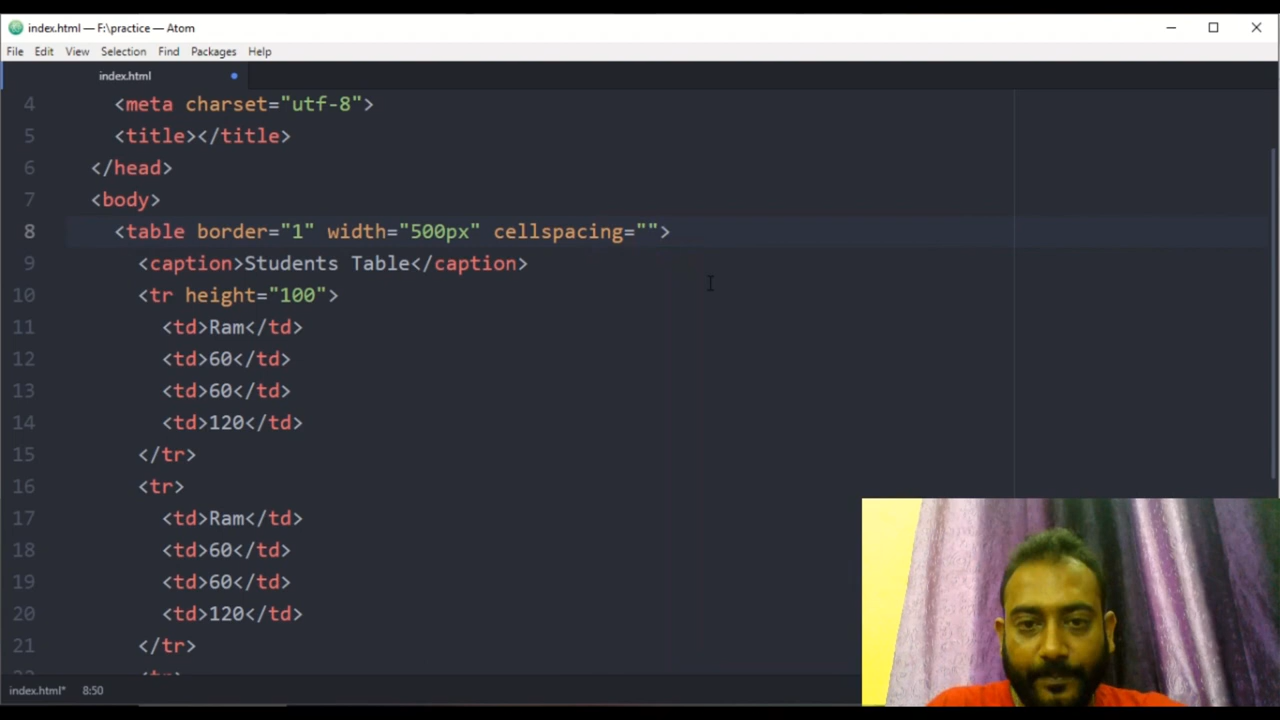 index.html — F:\practice — Atom
File Edit View Selection Find Packages Help
index.html
4 <meta charset="utf-8">
5 <title></title>
6 </head>
7 <body>
8 <table border="1" width="500px" cellspacing="">
9 <caption>Students Table</caption>
10 <tr height="100">
11 <td>Ram</td>
12 <td>60</td>
13 <td>60</td>
14 <td>120</td>
15 </tr>
16 <tr>
17 <td>Ram</td>
18 <td>60</td>
19 <td>60</td>
20 <td>120</td>
21 </tr>
index.html* 8:50